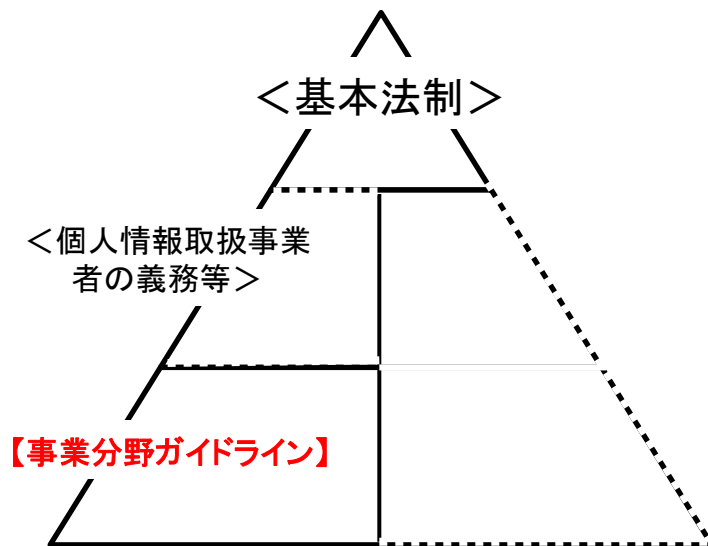 ＜基本法制＞
＜個人情報取扱事業
者の義務等＞
【事業分野ガイドライン】